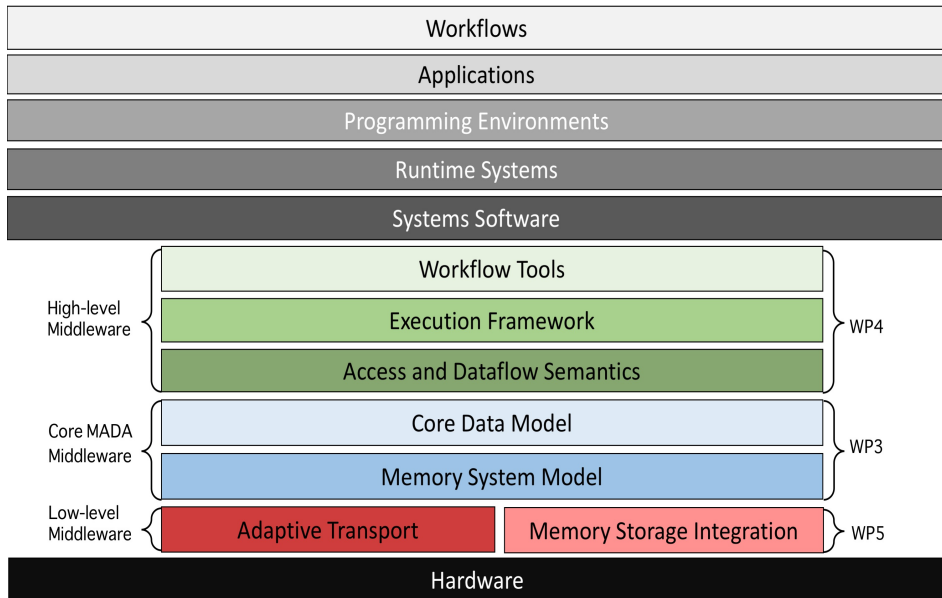 Workflows
Applications
Programming Environments
Runtime Systems
Systems Software
Workflow Tools
High-level
Middleware
Execution Framework
WP4
Access and Dataflow Semantics
Core Data Model
Core MADA
Middleware
WP3
Memory System Model
Low-level
Middleware
Adaptive Transport
Memory Storage Integration
WP5
Hardware